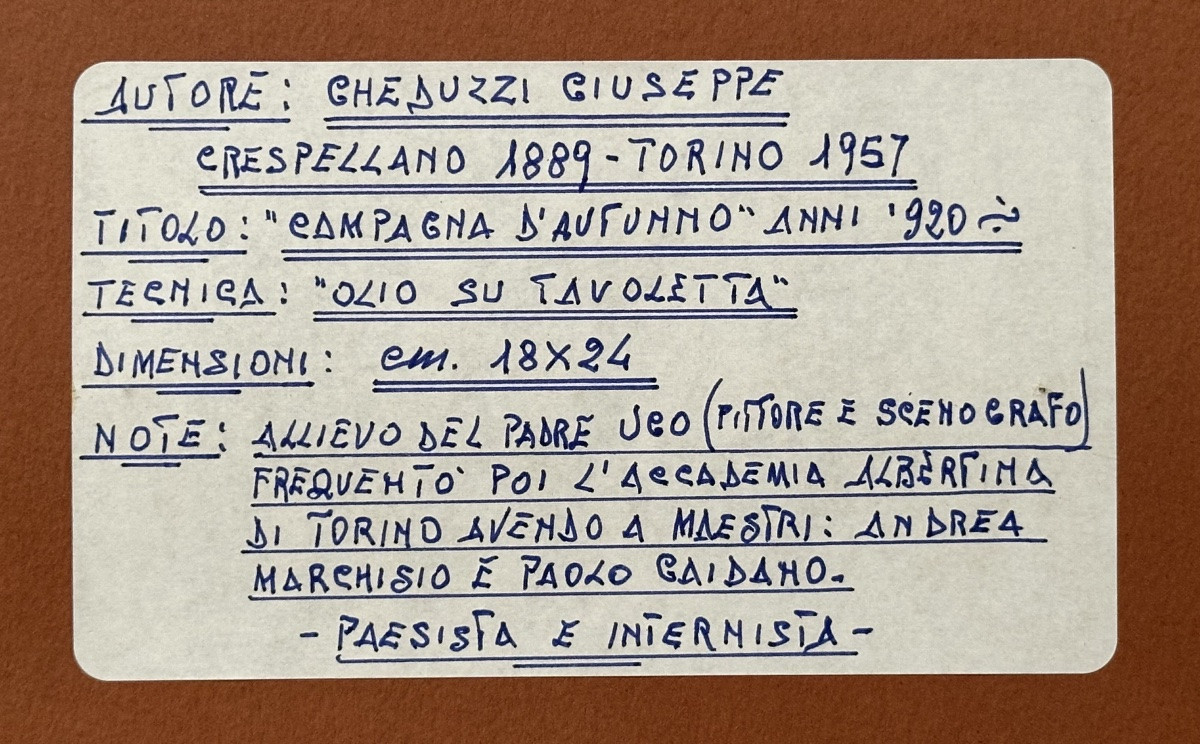 AUTORE: GHEDUZZI GIUSEPPE
CRESPELLANO 1889 - TORINO 1957
TITOLO: "CAMPAGNA D'AUTUNNO" ANNI '920 ~
TECNICA: "OLIO SU TAVOLETTA"
DIMENSIONI: cm. 18X24
NOTE: ALLIEVO DEL PADRE UGO (PITTORE E SCENOGRAFO)
FREQUENTO' POI L'ACCADEMIA ALBERTINA
DI TORINO AVENDO A MAESTRI: ANDREA
MARCHISIO E PAOLO GAIDANO.
- PAESISTA E INTERNISTA -